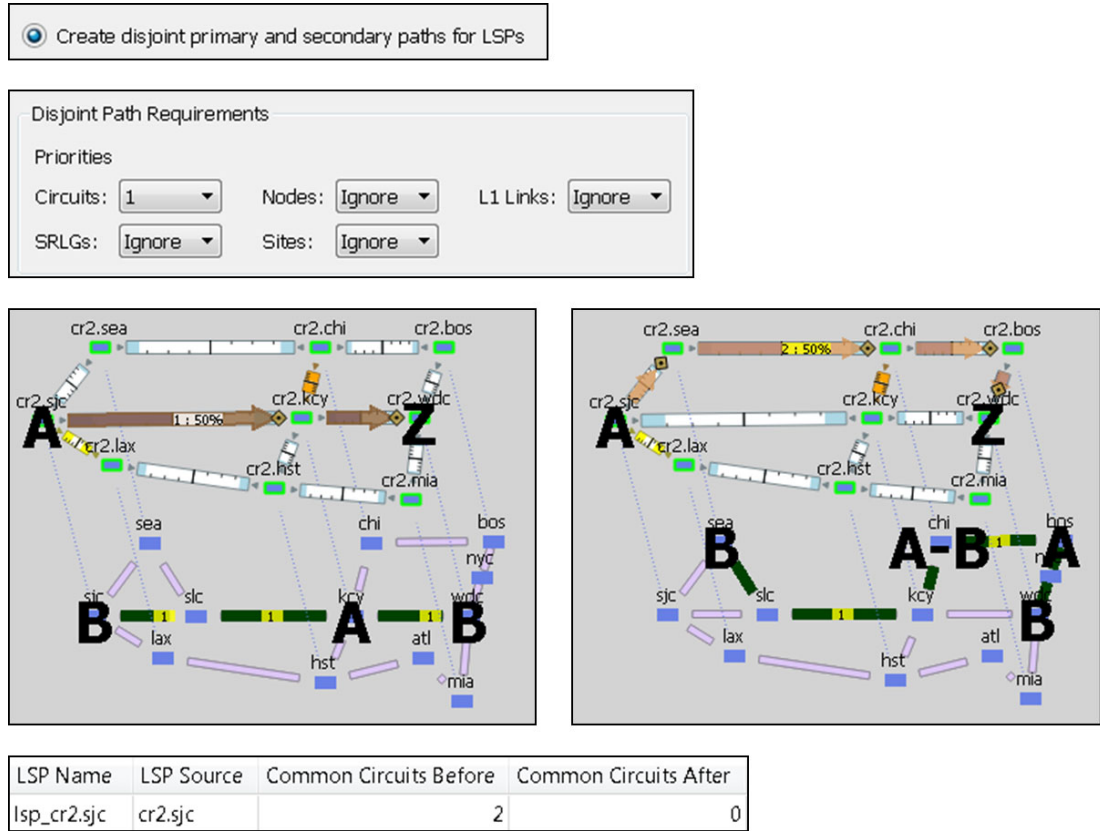 Create disjoint primary and secondary paths for LSPs
Disjoint Path Requirements
Priorities
Circuits: 1 Nodes: Ignore L1 Links: Ignore
SRLGs: Ignore Sites: Ignore
cr2.sea cr2.chi cr2.bos
cr2.sjc cr2.kcy cr2.wdc
A 1 : 50% Z
cr2.lax
cr2.hst
cr2.mia
sea chi bos
nyc
sjc slc kcy wdc
B 1 1 A 1 B
lax atl
hst
mia
cr2.sea cr2.chi cr2.bos
2 : 50%
cr2.sjc cr2.kcy cr2.wdc
A Z
cr2.lax
cr2.hst
cr2.mia
sea chi bos
B A-B 1 A
sjc slc kcy
1 B
lax atl
hst
mia
LSP Name LSP Source Common Circuits Before Common Circuits After
lsp_cr2.sjc cr2.sjc 2 0